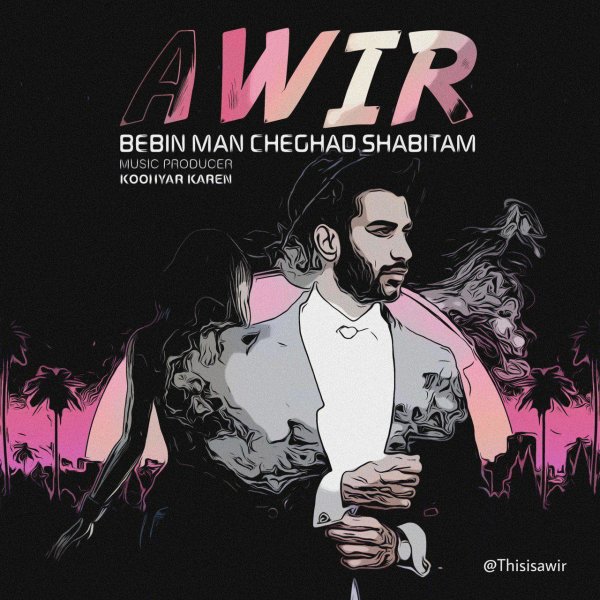 AWIR
BEBIN MAN CHEGHAD SHABITAM
MUSIC PRODUCER
KOOHYAR KAREN
@Thisisawir